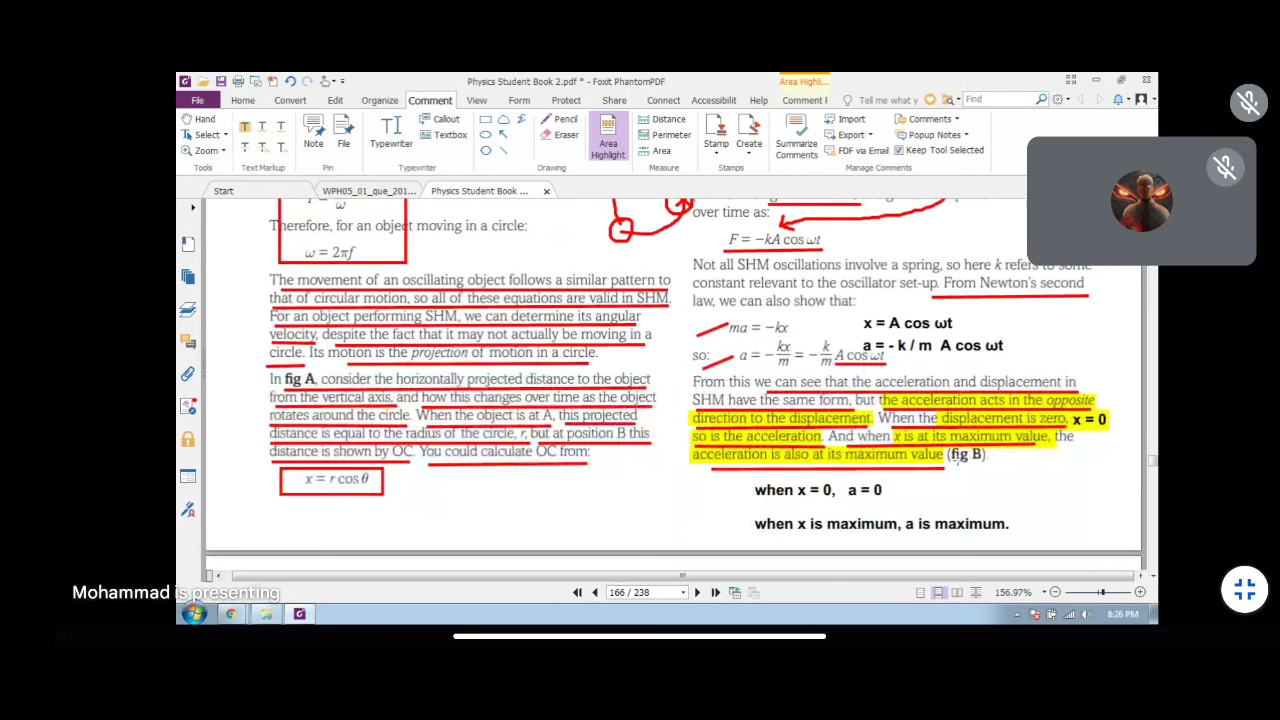 Physics Student Book 2.pdf * - Foxit PhantomPDF
Area Highli...
File Home Convert Edit Organize Comment View Form Protect Share Connect Accessibilit Help Comment F Tell me what y Find
Hand
Select
Zoom
Tools
Text Markup
Note
File
Pin
Typewriter
Callout
Textbox
Typewriter
Pencil
Eraser
Drawing
Area
Highlight
Distance
Perimeter
Area
Measure
Stamp
Create
Stamp
Summarize
Comments
Import
Export
FDF via Email
Comments
Popup Notes
Keep Tool Selected
Manage Comments
Start
WPH05_01_que_201...
Physics Student Book ...
ω
Therefore, for an object moving in a circle:
ω = 2πf
The movement of an oscillating object follows a similar pattern to
that of circular motion, so all of these equations are valid in SHM.
For an object performing SHM, we can determine its angular
velocity, despite the fact that it may not actually be moving in a
circle. Its motion is the projection of motion in a circle.
In fig A, consider the horizontally projected distance to the object
from the vertical axis, and how this changes over time as the object
rotates around the circle. When the object is at A, this projected
distance is equal to the radius of the circle, r, but at position B this
distance is shown by OC. You could calculate OC from:
x = r cos θ
over time as:
F = −kA cos ωt
Not all SHM oscillations involve a spring, so here k refers to some
constant relevant to the oscillator set-up. From Newton's second
law, we can also show that:
ma = −kx
x = A cos ωt
so: a = −kx/m = −k/m A cos ωt
a = - k / m A cos ωt
From this we can see that the acceleration and displacement in
SHM have the same form, but the acceleration acts in the opposite
direction to the displacement. When the displacement is zero, x = 0
so is the acceleration. And when x is at its maximum value, the
acceleration is also at its maximum value (fig B).
when x = 0, a = 0
when x is maximum, a is maximum.
Mohammad is presenting
166 / 238
156.97%
8:26 PM